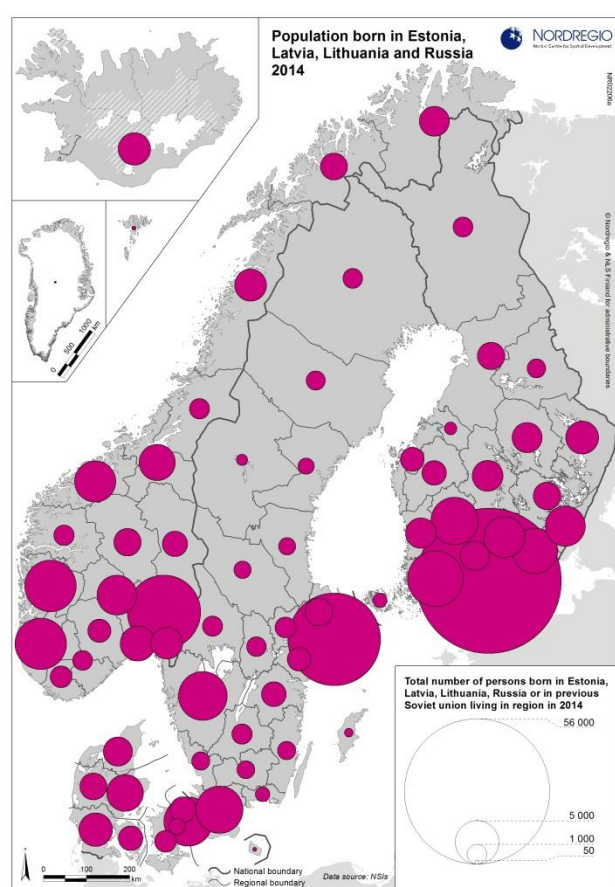 Population born in Estonia,
Latvia, Lithuania and Russia
2014
NORDREGIO
Nordic Centre for Spatial Development
NR02206a
© Nordregio & NLS Finland for administrative boundaries
0 500 1000
km
Total number of persons born in Estonia,
Latvia, Lithuania, Russia or in previous
Soviet union living in region in 2014
56 000
5 000
1 000
50
0 100 200
km
National boundary
Regional boundary
Data source: NSIs